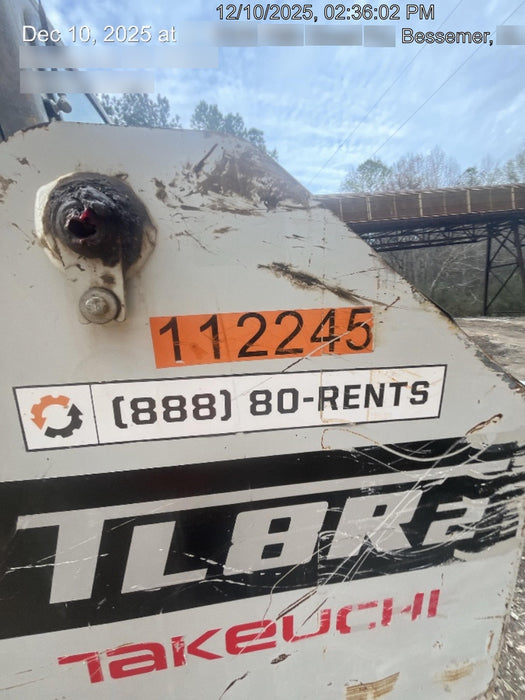 12/10/2025, 02:36:02 PM
Dec 10, 2025 at
Bessemer,
112245
(888) 80-RENTS
TL8R2
TAKEUCHI